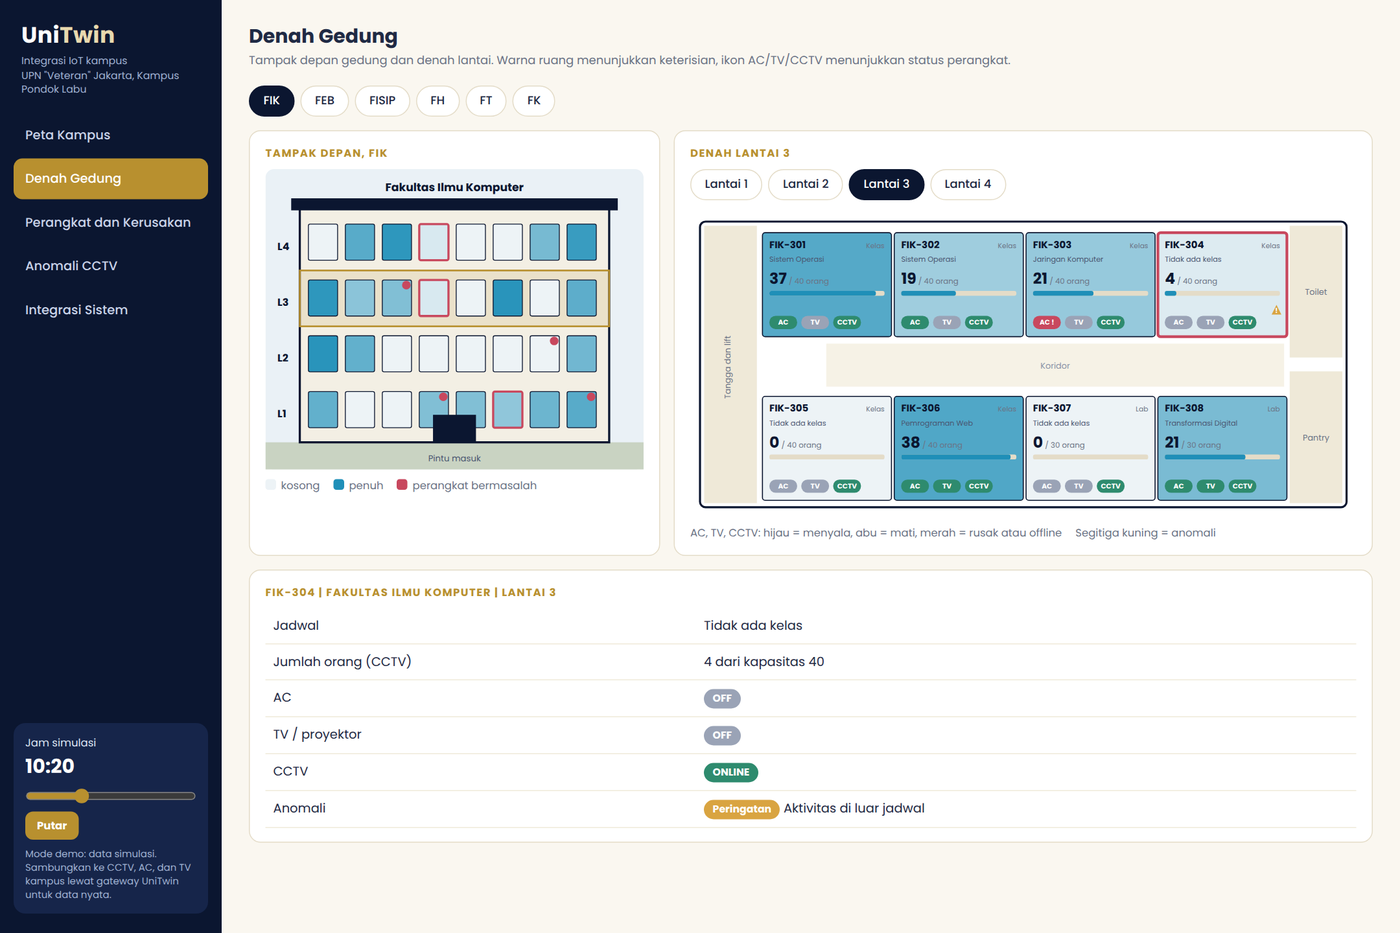 UniTwin
Integrasi IoT kampus
UPN "Veteran" Jakarta, Kampus
Pondok Labu
Peta Kampus
Denah Gedung
Perangkat dan Kerusakan
Anomali CCTV
Integrasi Sistem
Jam simulasi
10:20
Putar
Mode demo: data simulasi.
Sambungkan ke CCTV, AC, dan TV
kampus lewat gateway UniTwin
untuk data nyata.
Denah Gedung
Tampak depan gedung dan denah lantai. Warna ruang menunjukkan keterisian, ikon AC/TV/CCTV menunjukkan status perangkat.
FIK FEB FISIP FH FT FK
TAMPAK DEPAN, FIK
Fakultas Ilmu Komputer
L4
L3
L2
L1
Pintu masuk
kosong penuh perangkat bermasalah
DENAH LANTAI 3
Lantai 1 Lantai 2 Lantai 3 Lantai 4
Tangga dan lift
FIK-301 Kelas
Sistem Operasi
37 / 40 orang
AC TV CCTV
FIK-302 Kelas
Sistem Operasi
19 / 40 orang
AC TV CCTV
FIK-303 Kelas
Jaringan Komputer
21 / 40 orang
AC ! TV CCTV
FIK-304 Kelas
Tidak ada kelas
4 / 40 orang
AC TV CCTV
Toilet
Koridor
FIK-305 Kelas
Tidak ada kelas
0 / 40 orang
AC TV CCTV
FIK-306 Kelas
Pemrograman Web
38 / 40 orang
AC TV CCTV
FIK-307 Lab
Tidak ada kelas
0 / 30 orang
AC TV CCTV
FIK-308 Lab
Transformasi Digital
21 / 30 orang
AC TV CCTV
Pantry
AC, TV, CCTV: hijau = menyala, abu = mati, merah = rusak atau offline Segitiga kuning = anomali
FIK-304 | FAKULTAS ILMU KOMPUTER | LANTAI 3
Jadwal Tidak ada kelas
Jumlah orang (CCTV) 4 dari kapasitas 40
AC OFF
TV / proyektor OFF
CCTV ONLINE
Anomali Peringatan Aktivitas di luar jadwal